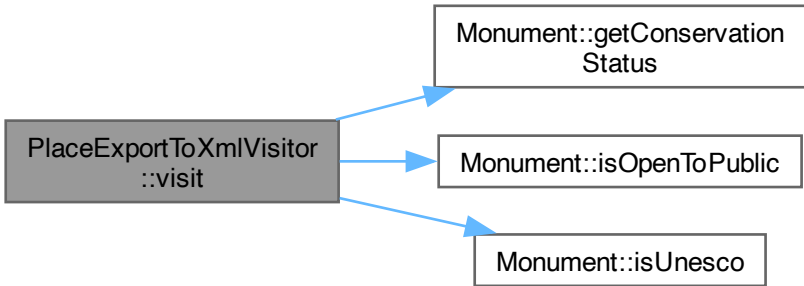 Monument::getConservation
Status
PlaceExportToXmlVisitor
::visit
Monument::isOpenToPublic
Monument::isUnesco